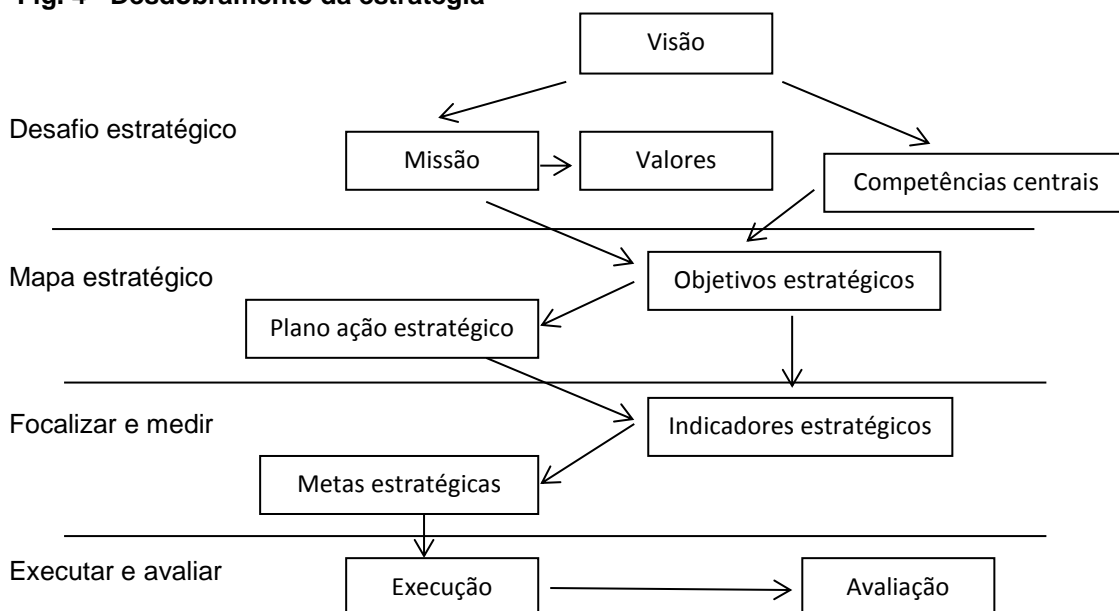 Fig. 4 - Desdobramento da estratégia
Visão
Desafio estratégico
Missão
Valores
Competências centrais
Mapa estratégico
Objetivos estratégicos
Plano ação estratégico
Focalizar e medir
Indicadores estratégicos
Metas estratégicas
Executar e avaliar
Execução
Avaliação